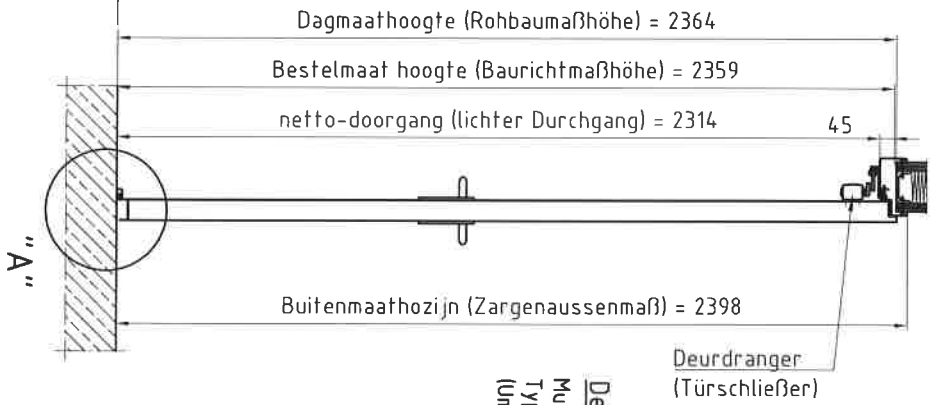 Dagmaathoogte (Rohbaumaßhöhe) = 2364
Bestelmaat hoogte (Baurichtmaßhöhe) = 2359
netto-doorgang (lichter Durchgang) = 2314
45
"A"
Buitenmaathozijn (Zargenaussenmaß) = 2398
Deurdranger
(Türschließer)